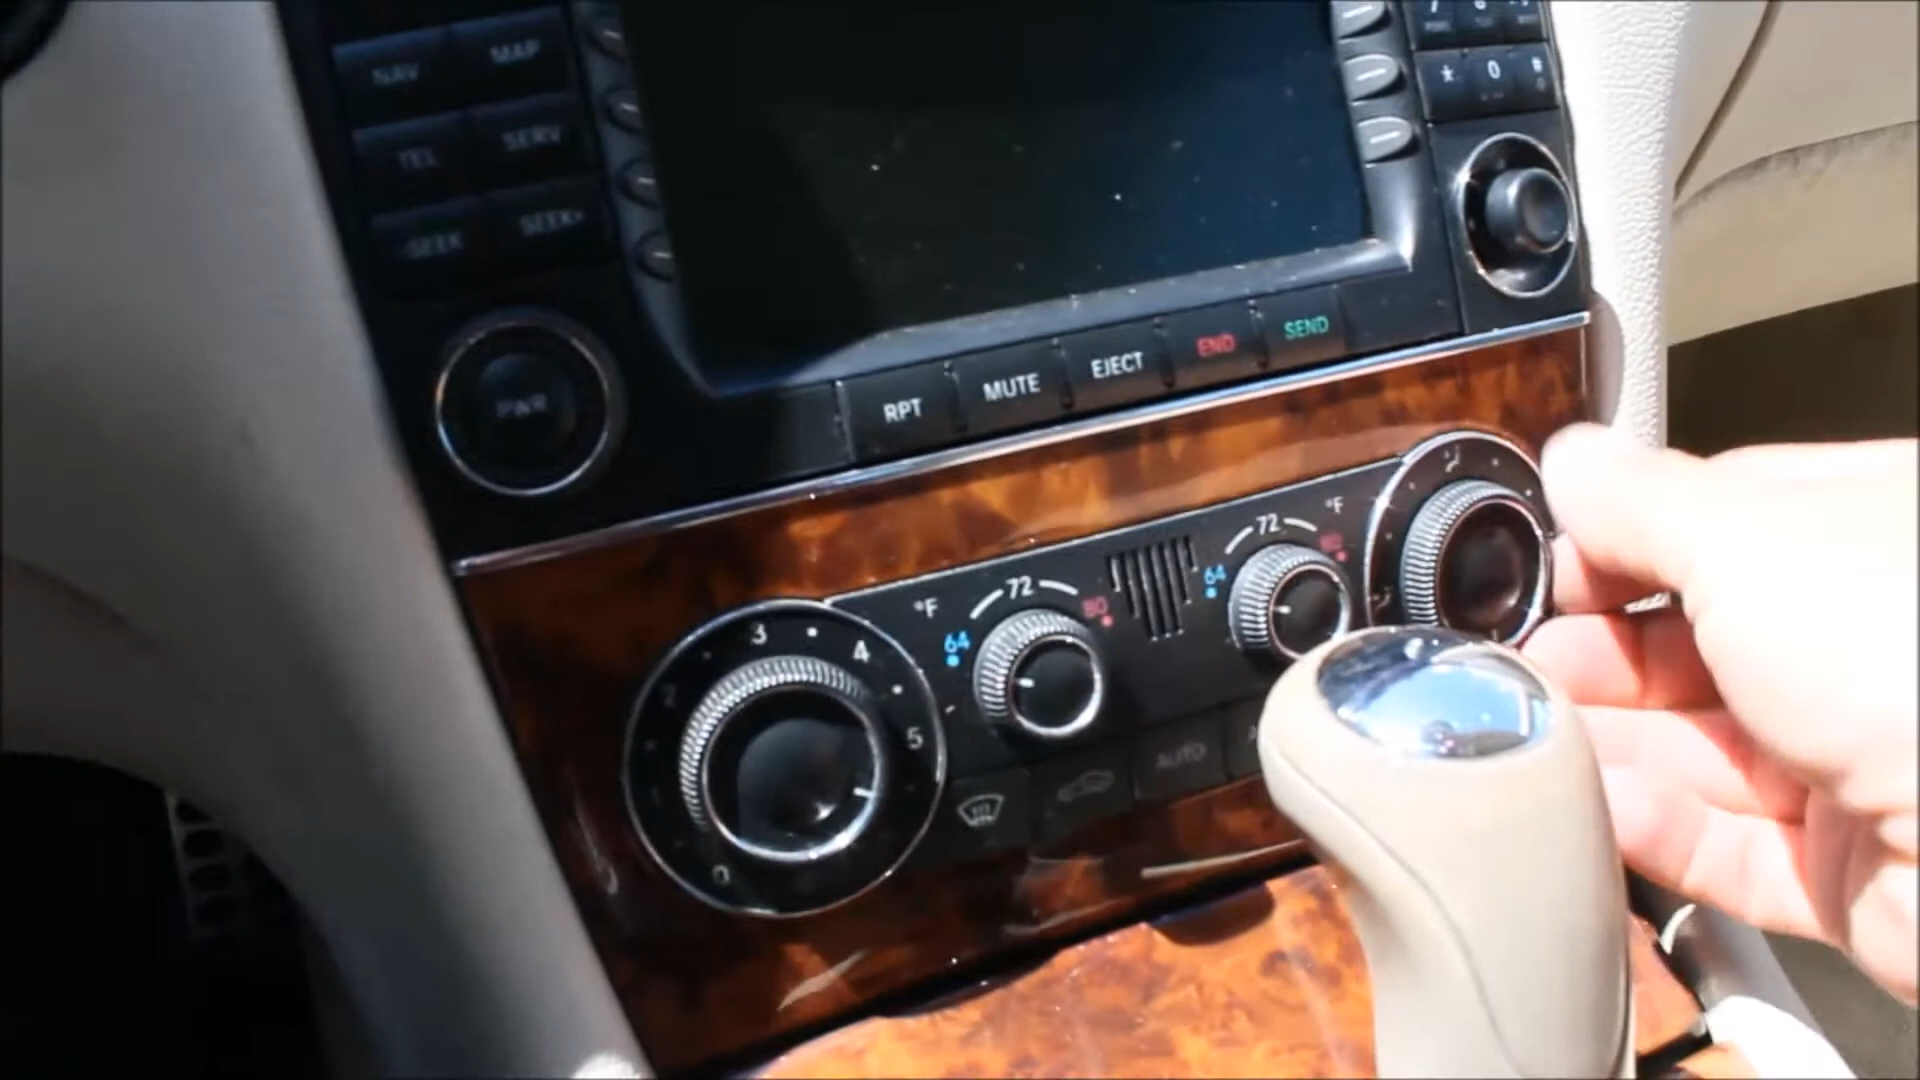 NAV MAP
TEL SERV
-SEEK SEEK+
* 0 #
PWR
RPT MUTE EJECT END SEND
°F 72 64 80
72 °F 64 80
0 2 3 4 5
AUTO